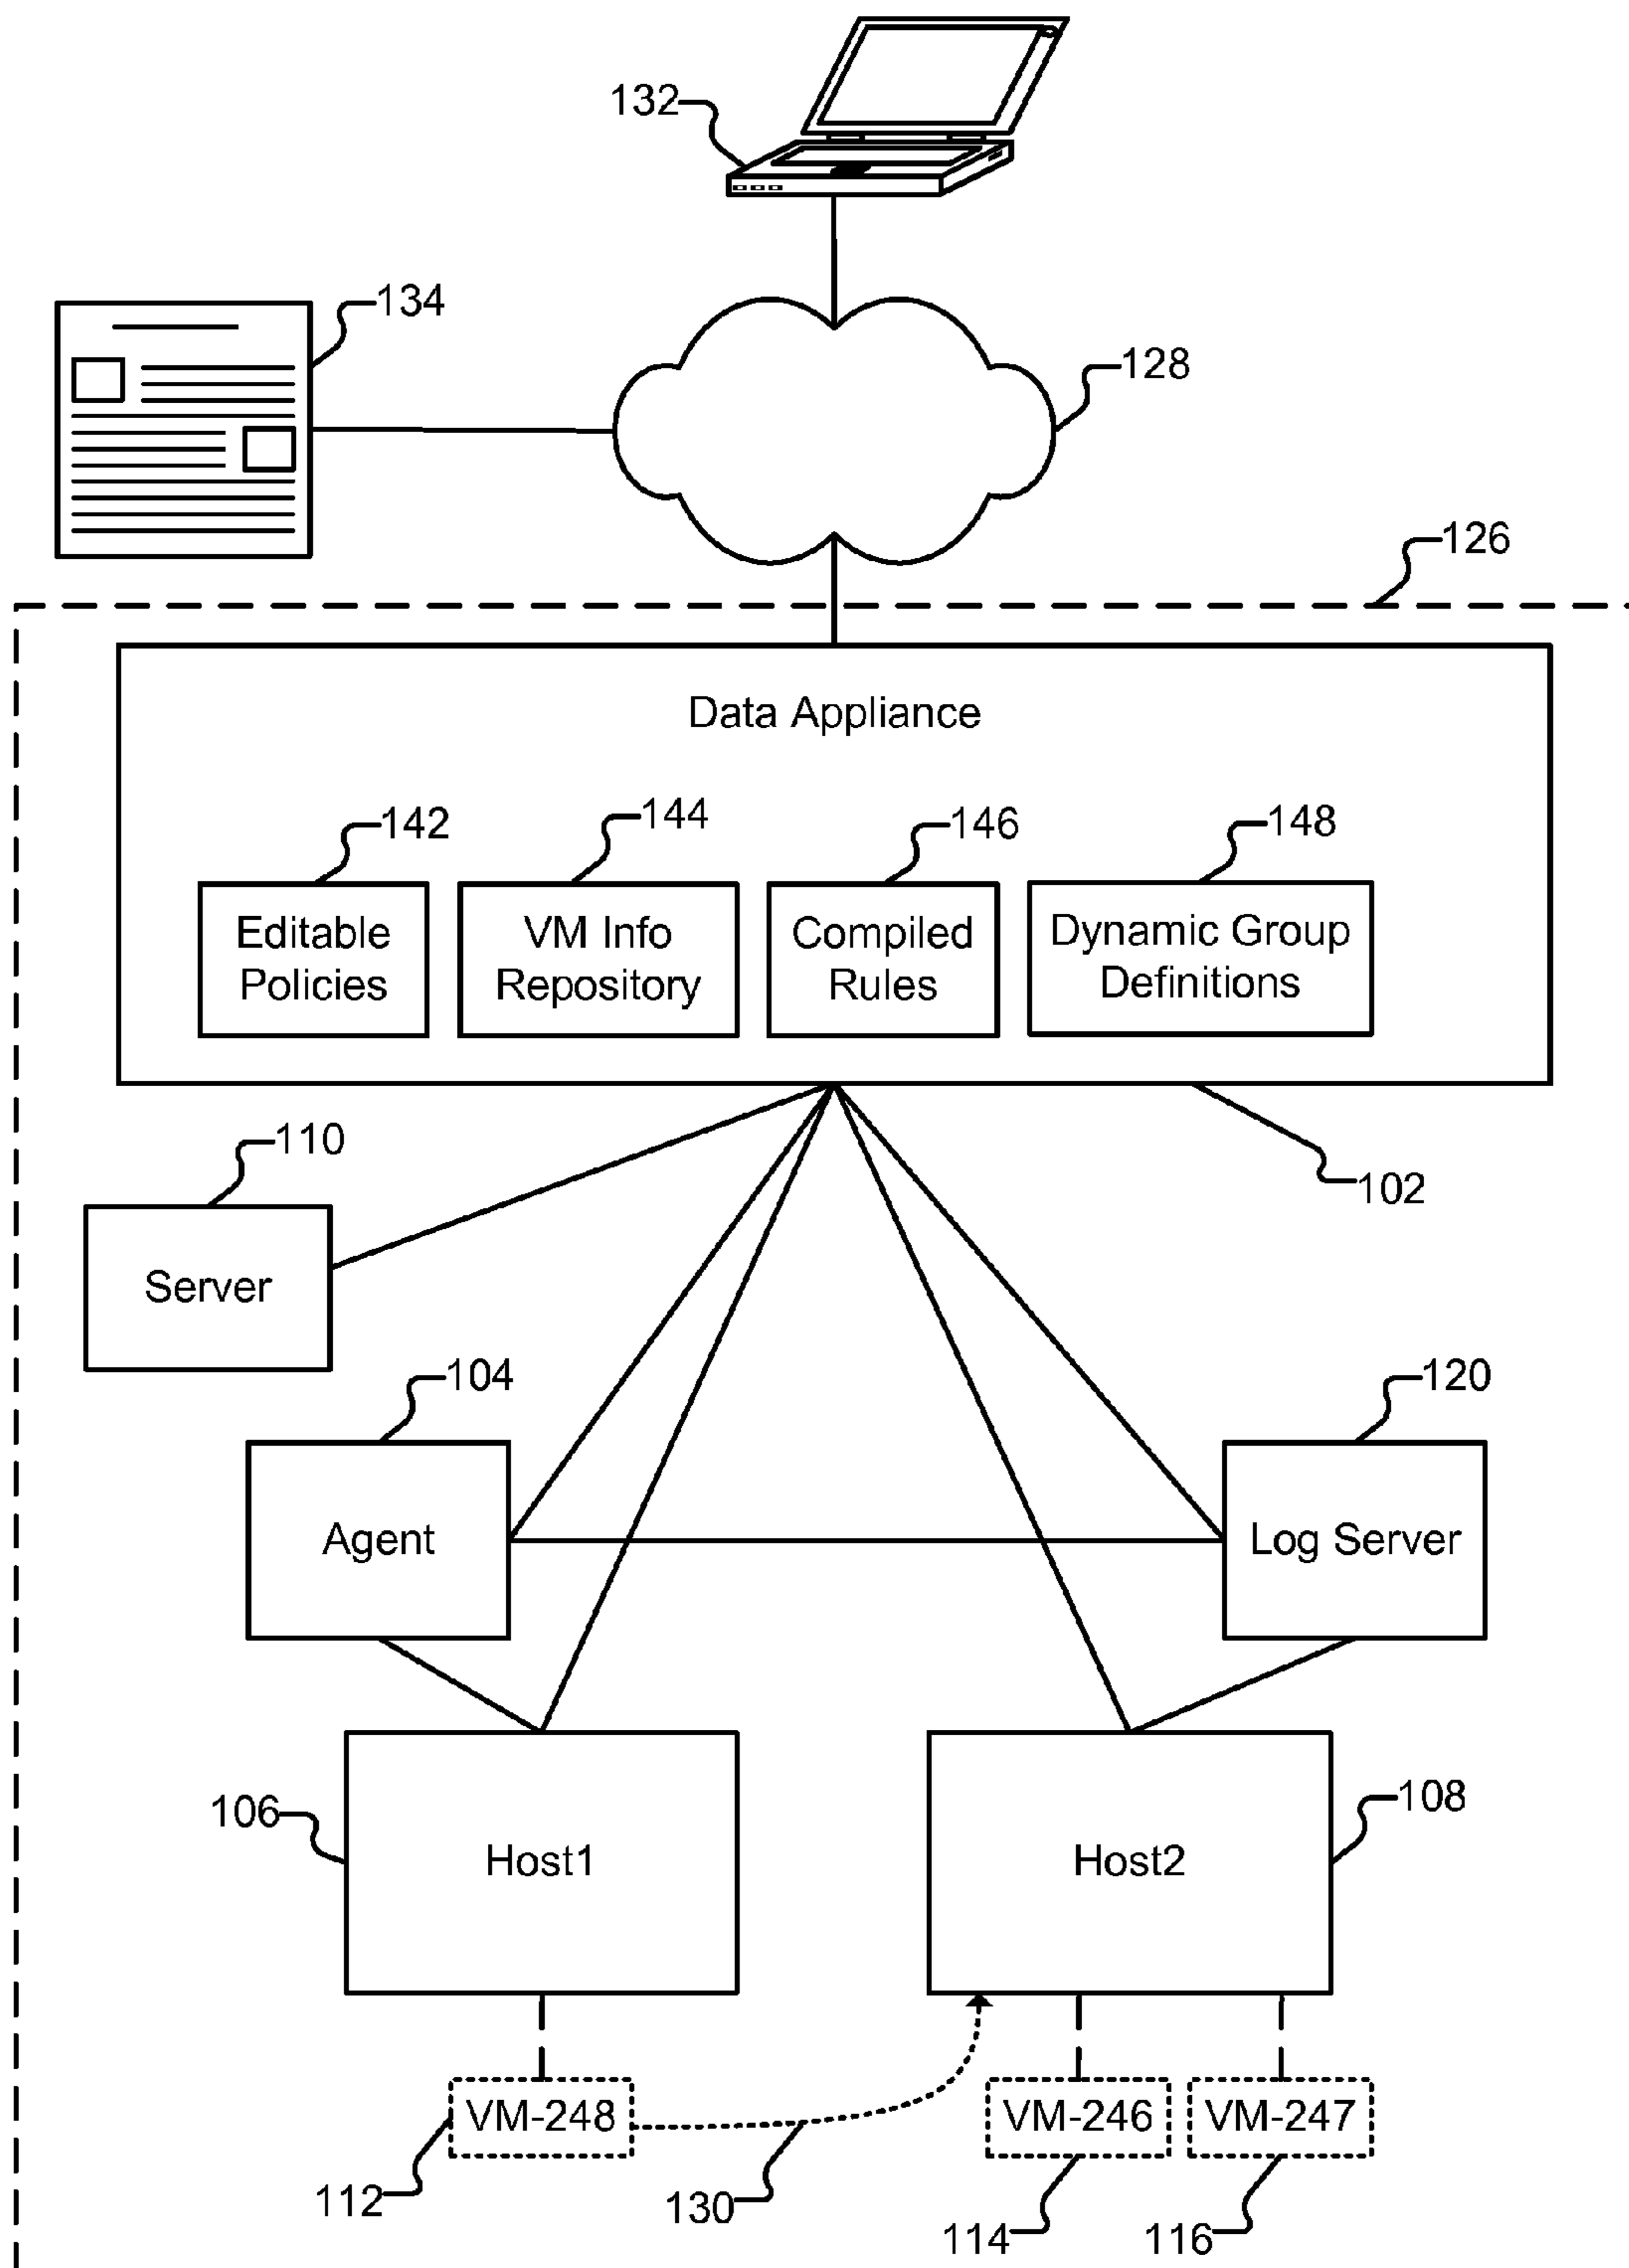 132
134
128
126
Data Appliance
142
144
146
148
Editable
Policies
VM Info
Repository
Compiled
Rules
Dynamic Group
Definitions
110
102
Server
104
120
Agent
Log Server
106
108
Host1
Host2
VM-248
VM-246
VM-247
112
130
114
116